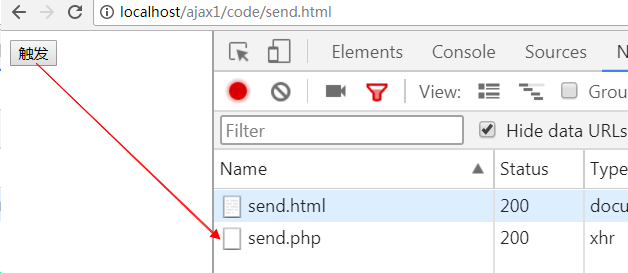 localhost/ajax1/code/send.html
触发
Elements Console Sources N
View: Grou
Filter Hide data URLs
Name Status Type
send.html 200 docu
send.php 200 xhr